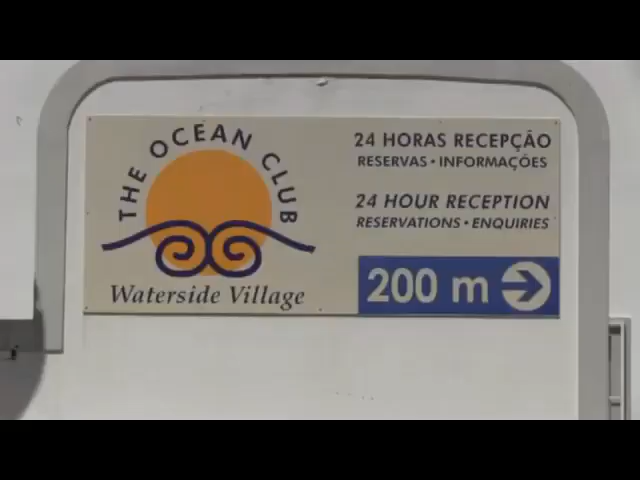 THE OCEAN CLUB
Waterside Village
24 HORAS RECEPÇÃO
RESERVAS • INFORMAÇÕES
24 HOUR RECEPTION
RESERVATIONS • ENQUIRIES
200 m